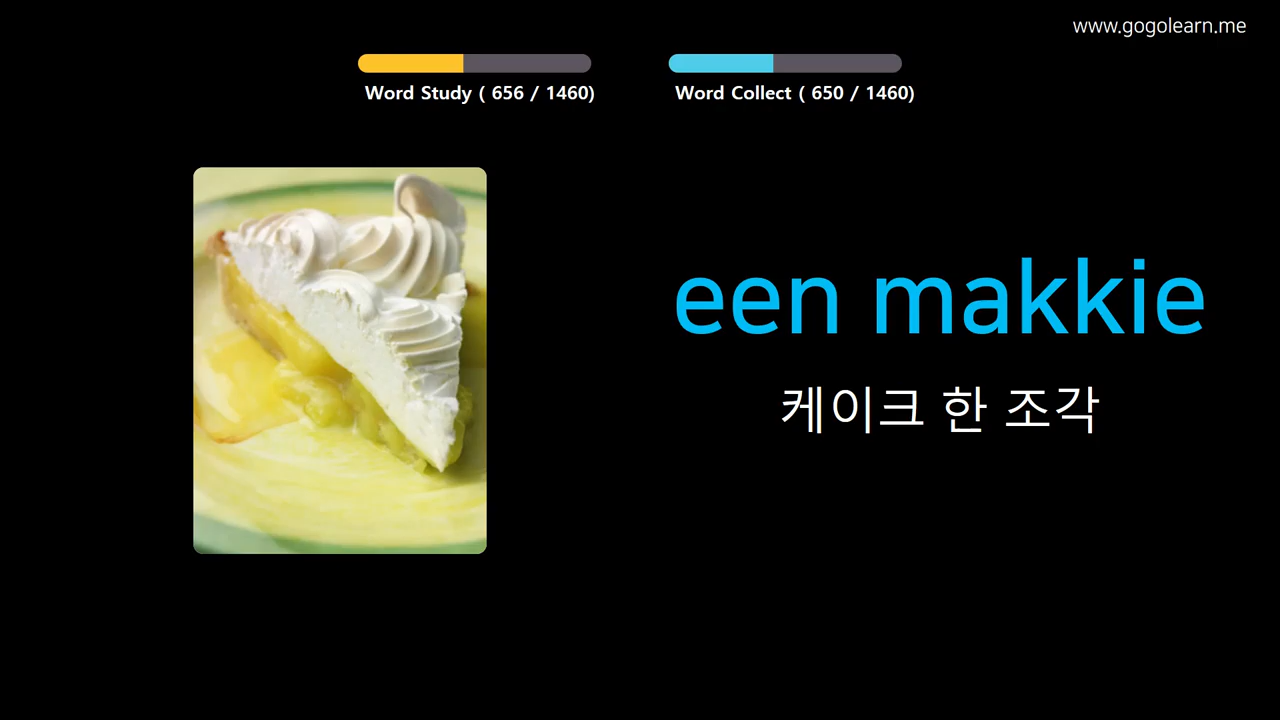 www.gogolearn.me
Word Study ( 656 / 1460)
Word Collect ( 650 / 1460)
een makkie
케이크 한 조각